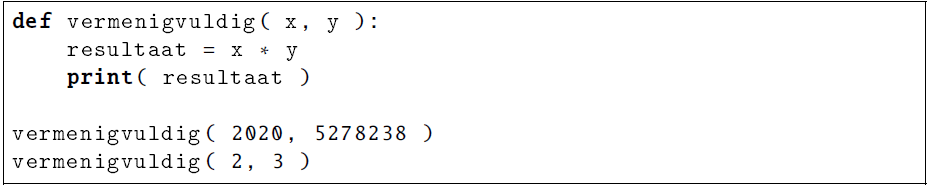 def vermenigvuldig( x, y ):
    resultaat = x * y
    print( resultaat )

vermenigvuldig( 2020, 5278238 )
vermenigvuldig( 2, 3 )